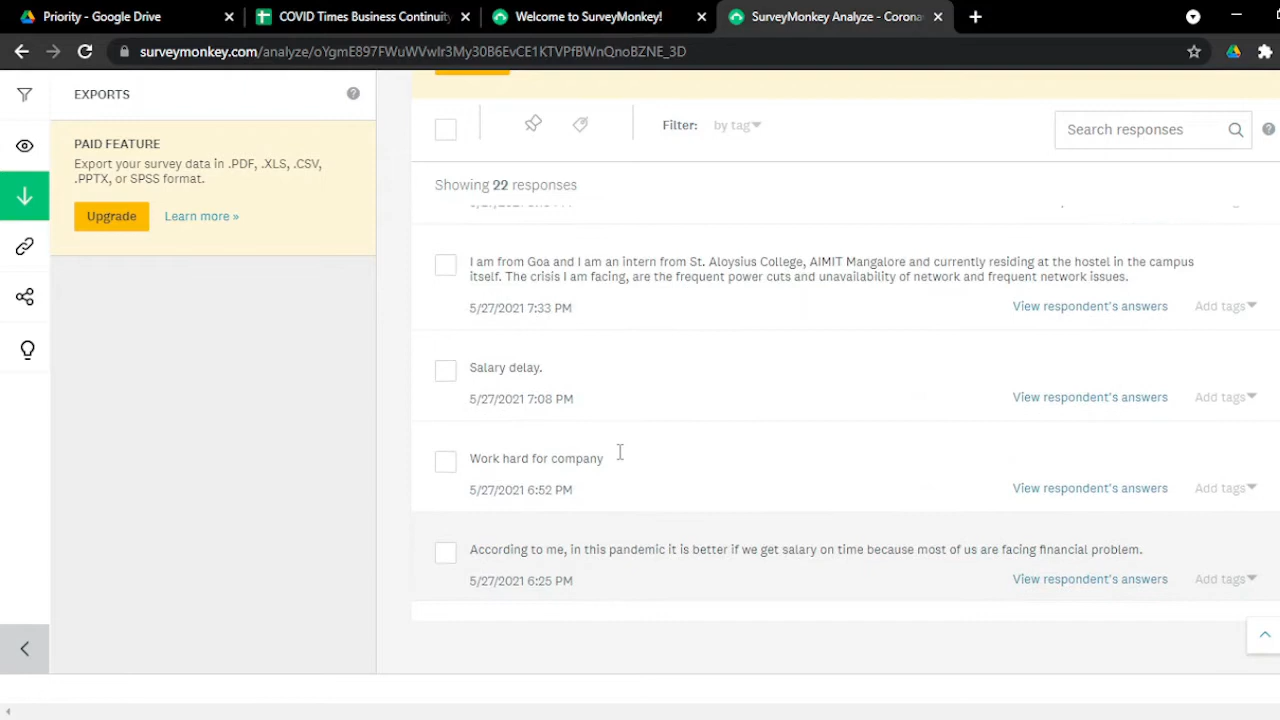 Priority - Google Drive
COVID Times Business Continuity
Welcome to SurveyMonkey!
SurveyMonkey Analyze - Corona
surveymonkey.com/analyze/oYgmE897FWuWVwIr3My30B6EvCE1KTVPfBWnQnoBZNE_3D
EXPORTS
PAID FEATURE
Export your survey data in .PDF, .XLS, .CSV,
.PPTX, or SPSS format.
Upgrade
Learn more »
Filter:
by tag
Search responses
Showing 22 responses
I am from Goa and I am an intern from St. Aloysius College, AIMIT Mangalore and currently residing at the hostel in the campus
itself. The crisis I am facing, are the frequent power cuts and unavailability of network and frequent network issues.
5/27/2021 7:33 PM
View respondent's answers
Add tags
Salary delay.
5/27/2021 7:08 PM
View respondent's answers
Add tags
Work hard for company
5/27/2021 6:52 PM
View respondent's answers
Add tags
According to me, in this pandemic it is better if we get salary on time because most of us are facing financial problem.
5/27/2021 6:25 PM
View respondent's answers
Add tags